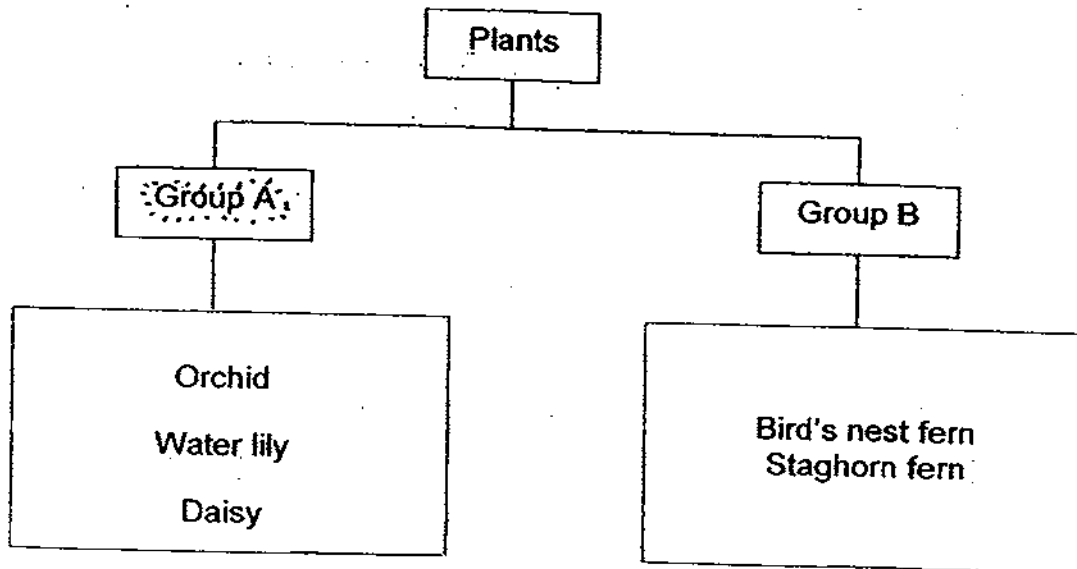 Plants
Group A
Group B
Orchid
Water lily
Daisy
Bird's nest fern
Staghorn fern